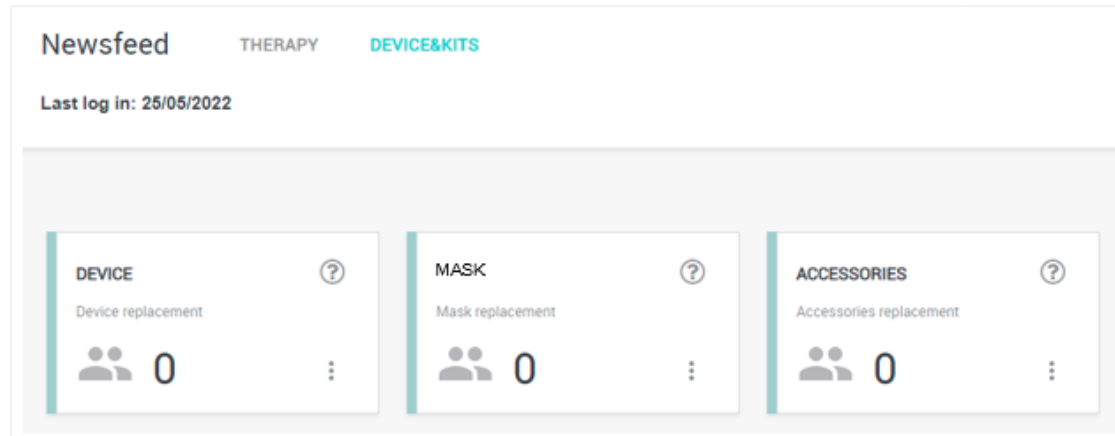 Newsfeed THERAPY DEVICE&KITS
Last log in: 25/05/2022
DEVICE ?
Device replacement
0
MASK ?
Mask replacement
0
ACCESSORIES ?
Accessories replacement
0